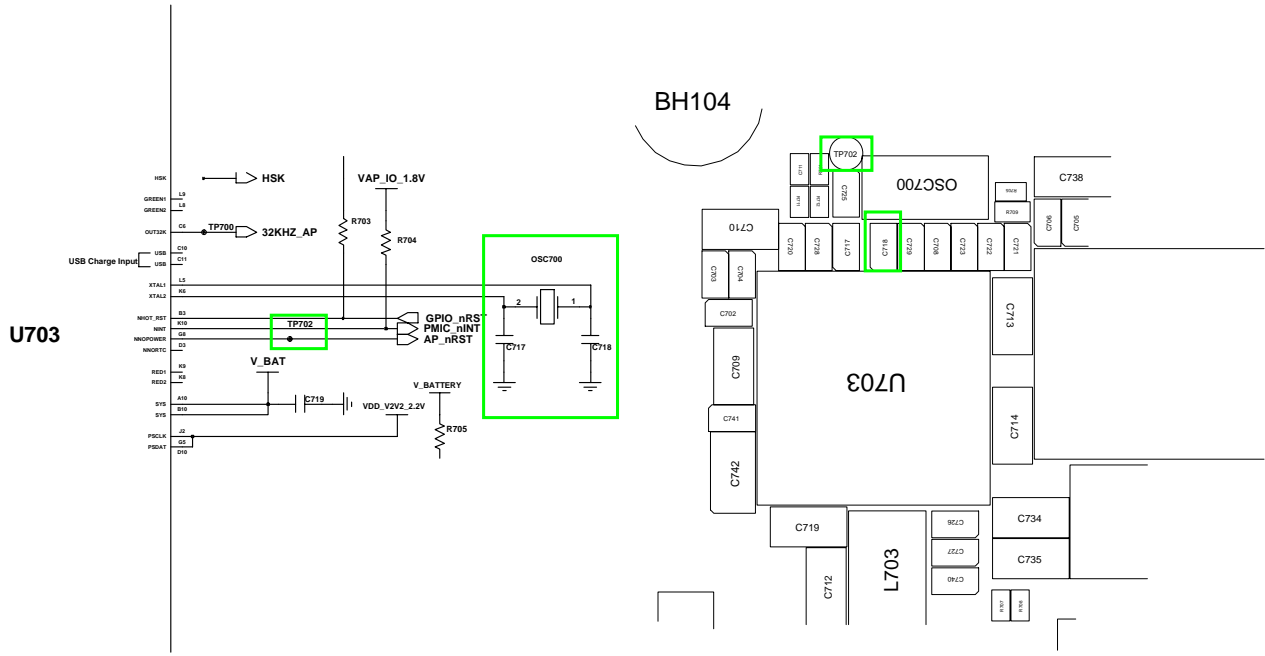 U703
HSK
HSK
GREEN1 L9
GREEN2 L8
OUT32K C6 TP700 32KHZ_AP
USB Charge Input
USB C10
USB C11
XTAL1 L5
XTAL2 K6
NHOT_RST B3
NINT K10
NNOPOWER G8
NNORTC D3
RED1 K9
RED2 K8
SYS A10
SYS B10
PSCLK J2
PSDAT G5
D10
VAP_IO_1.8V
R703
R704
TP702
GPIO_nRST
PMIC_nINT
AP_nRST
V_BAT
C719
VDD_V2V2_2.2V
V_BATTERY
R705
OSC700
2 1
C717 C718
BH104
TP702
C711
C725
OSC700
R709
C738
C706 C705
C710
C720 C728 C717 C718 C729 C708 C723 C722 C721
C703 C704
C702
C713
C709
U703
C741
C714
C742
C719
C712
L703
C726
C727
C740
C734
C735
R707